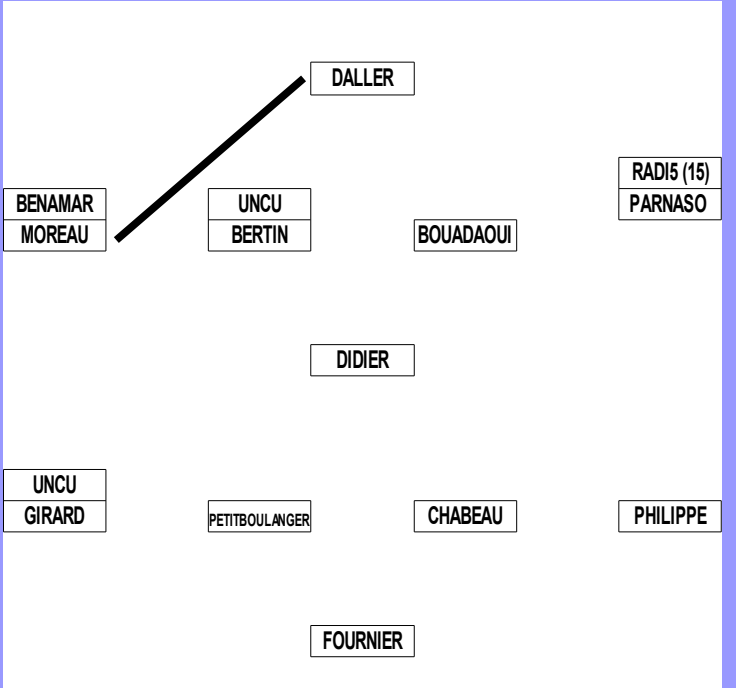 DALLER
RADI5 (15)
PARNASO
BENAMAR
MOREAU
UNCU
BERTIN
BOUADAOUI
DIDIER
UNCU
GIRARD
PETITBOULANGER
CHABEAU
PHILIPPE
FOURNIER